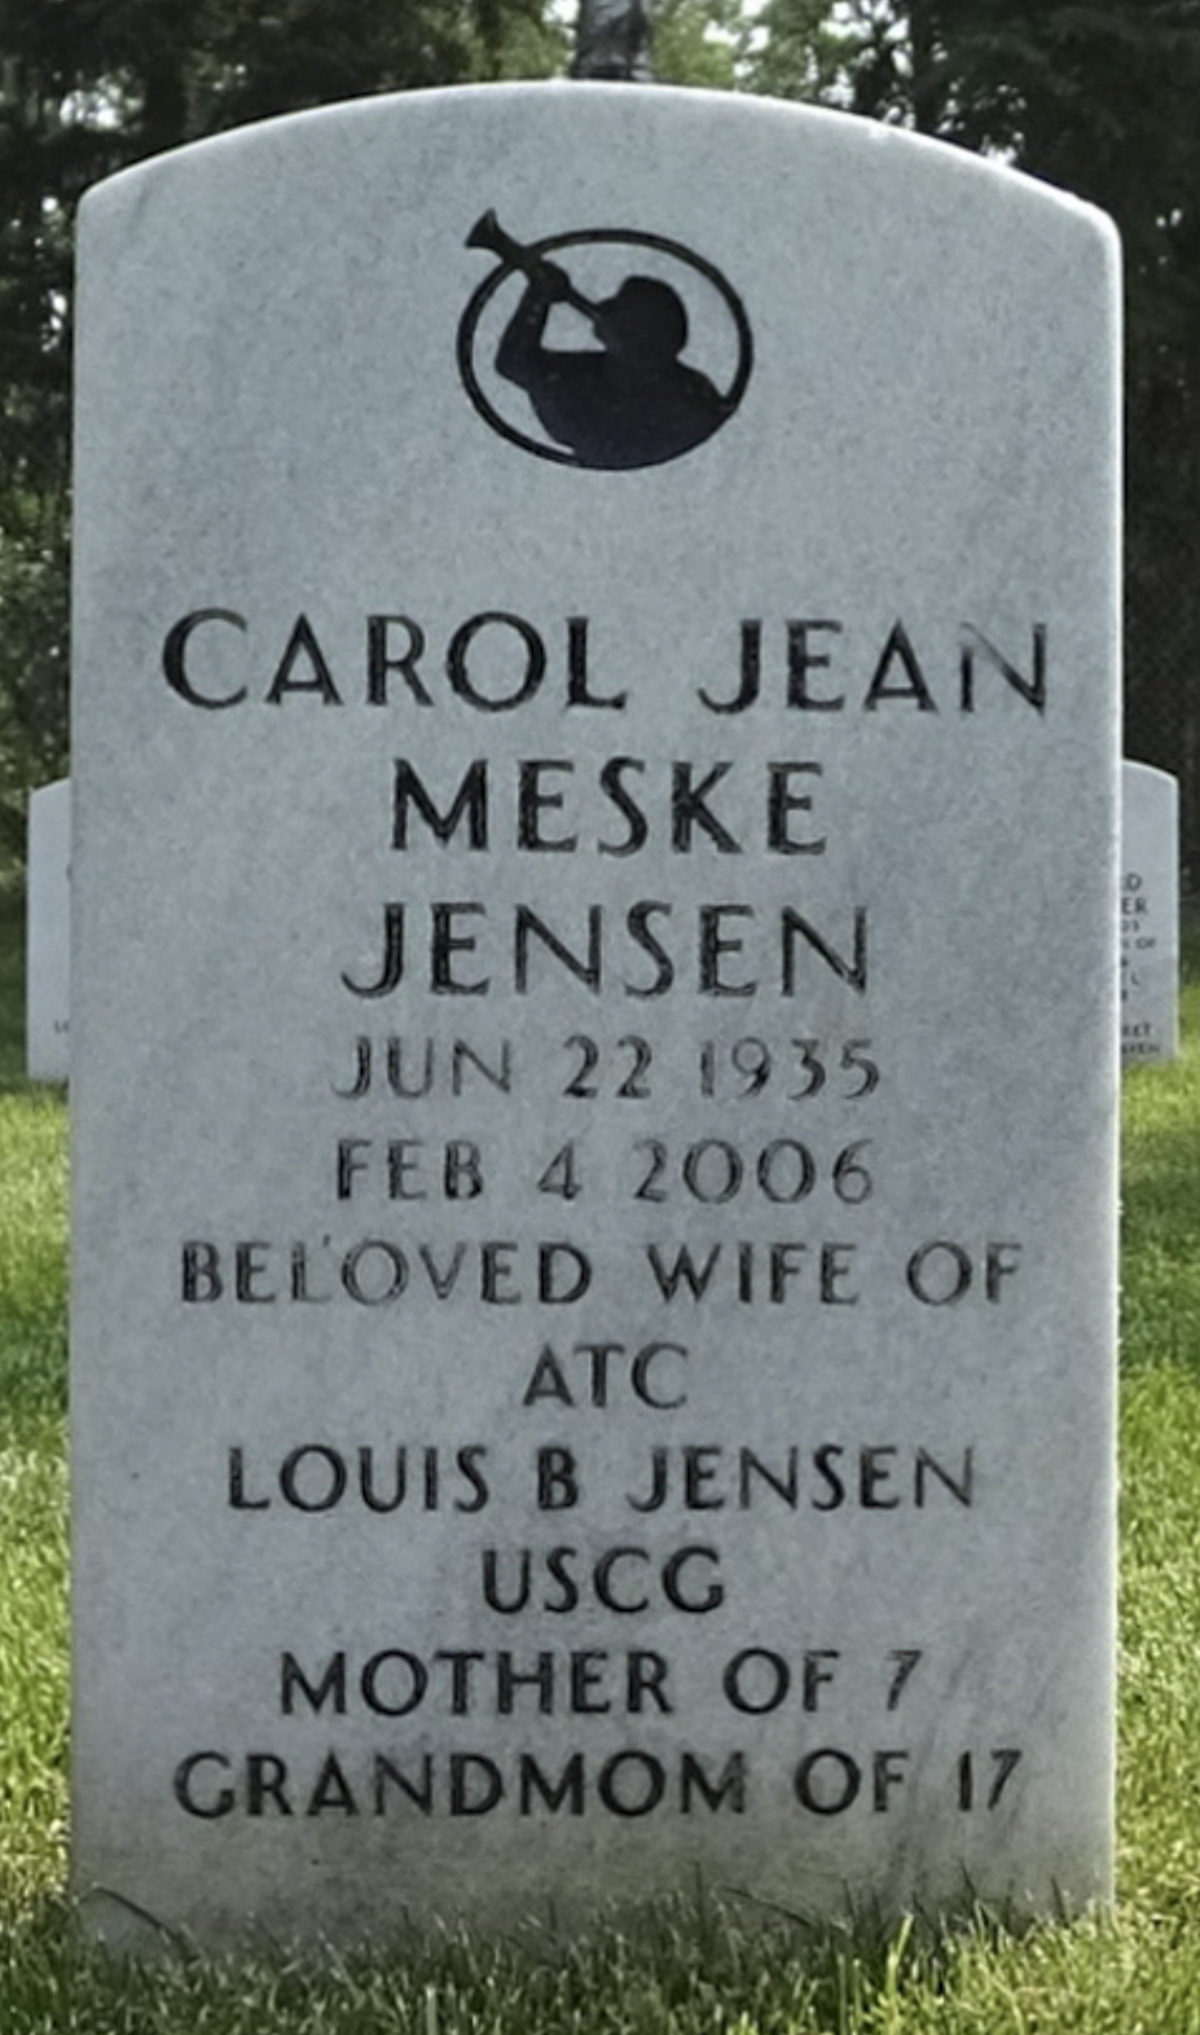 CAROL JEAN
MESKE
JENSEN
JUN 22 1935
FEB 4 2006
BELOVED WIFE OF
ATC
LOUIS B JENSEN
USCG
MOTHER OF 7
GRANDMOM OF 17